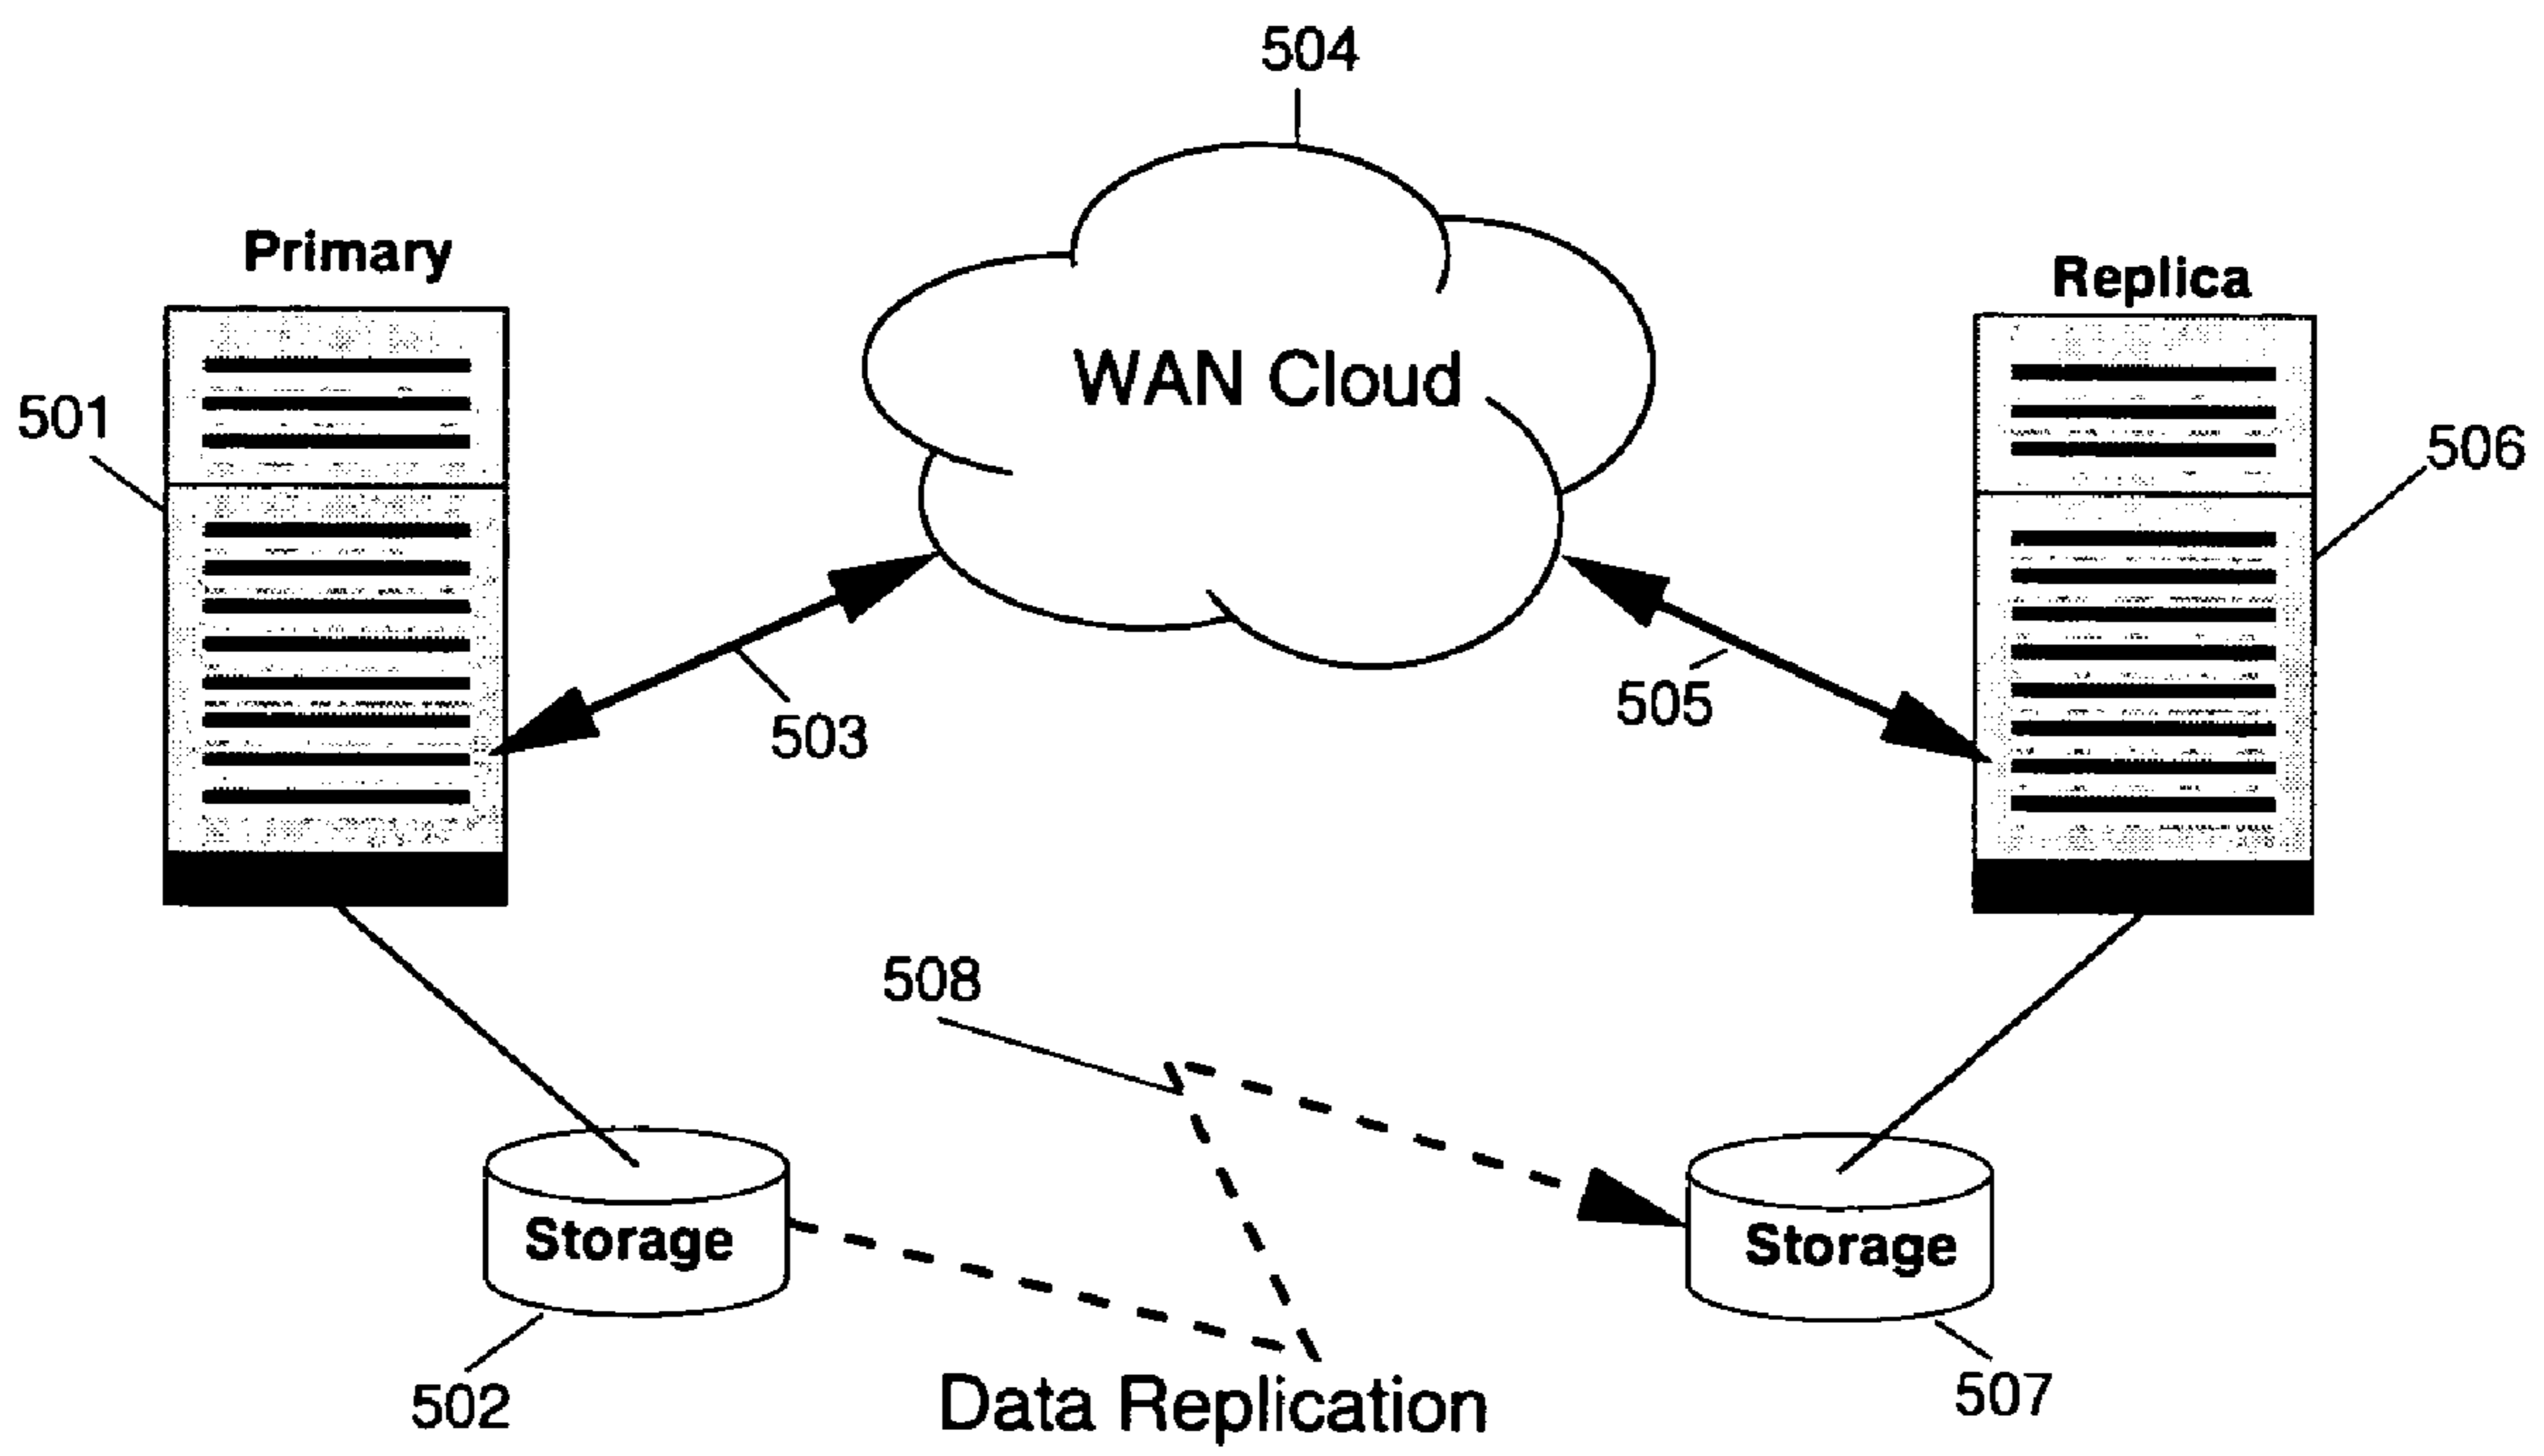 504
Primary
Replica
WAN Cloud
501
506
503
505
508
Storage
Storage
502
507
Data Replication